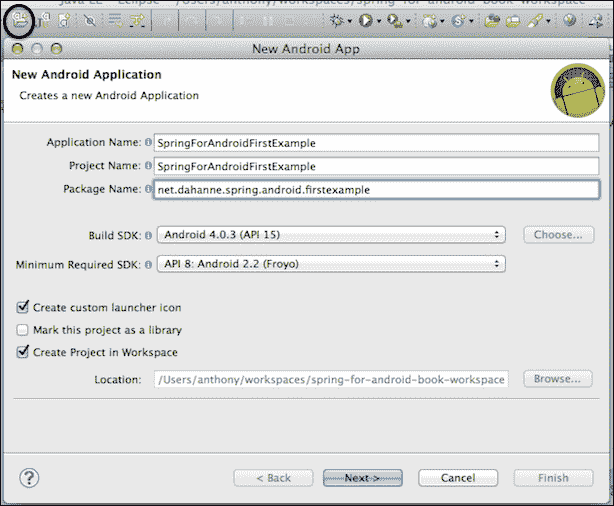 Java EE - Eclipse - /Users/anthony/workspaces/spring-for-android-book-workspace
New Android App
New Android Application
Creates a new Android Application
Application Name: SpringForAndroidFirstExample
Project Name: SpringForAndroidFirstExample
Package Name: net.dahanne.spring.android.firstexample
Build SDK: Android 4.0.3 (API 15)
Choose...
Minimum Required SDK: API 8: Android 2.2 (Froyo)
Create custom launcher icon
Mark this project as a library
Create Project in Workspace
Location: /Users/anthony/workspaces/spring-for-android-book-workspace
Browse...
? < Back Next > Cancel Finish